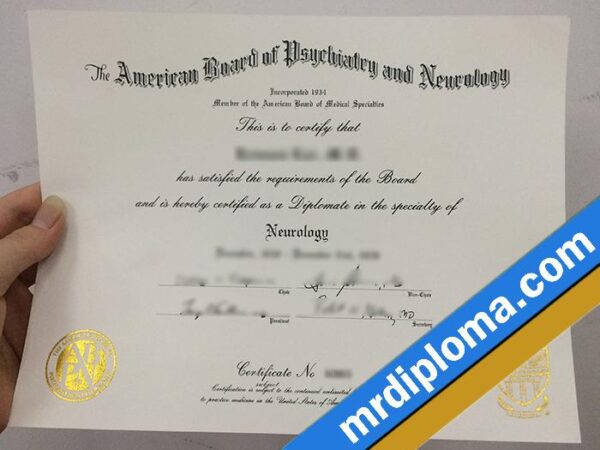 The American Board of Psychiatry and Neurology
Incorporated 1934
Member of the American Board of Medical Specialties
This is to certify that
has satisfied the requirements of the Board
and is hereby certified as a Diplomate in the specialty of
Neurology
Chair
Vice-Chair
President
Secretary
Certificate No
subject
Certification is subject to the continued
to practice medicine in the United States of
mrdiploma.com